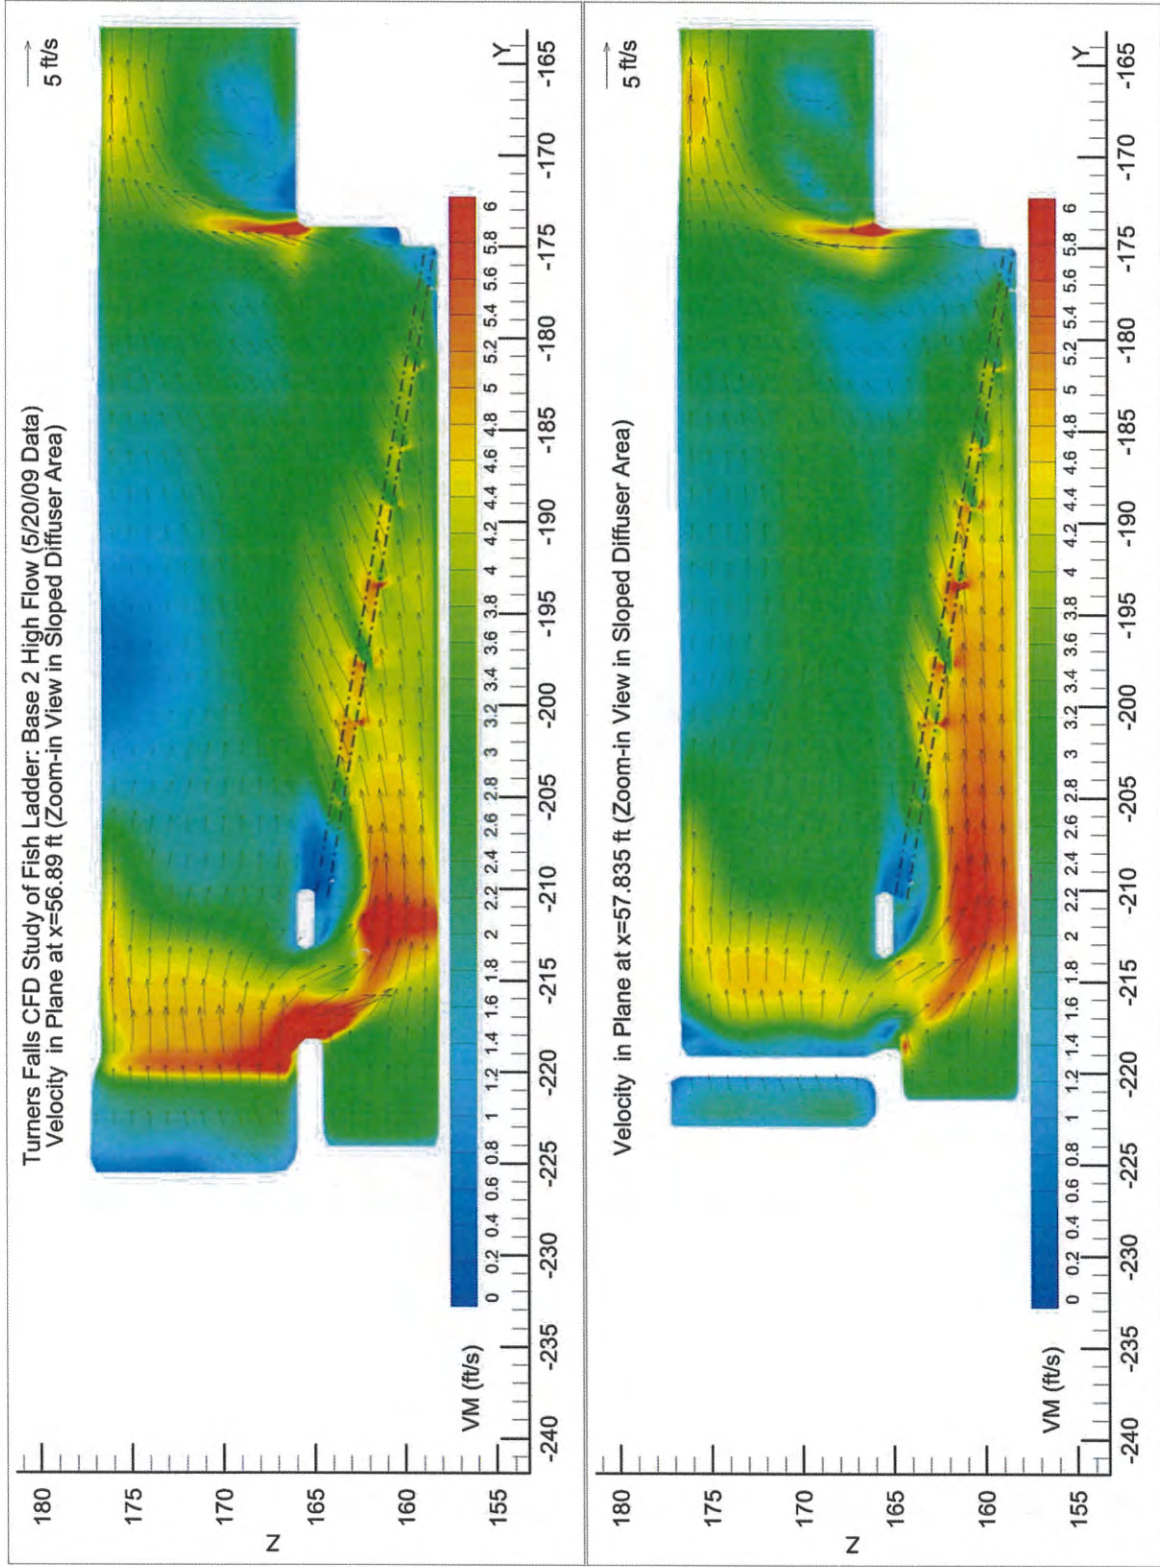 Turners Falls CFD Study of Fish Ladder: Base 2 High Flow (5/20/09 Data)
Velocity in Plane at x=56.89 ft (Zoom-in View in Sloped Diffuser Area)
5 ft/s
180
175
170
165
160
Z
VM (ft/s)
0 0.2 0.4 0.6 0.8 1 1.2 1.4 1.6 1.8 2 2.2 2.4 2.6 2.8 3 3.2 3.4 3.6 3.8 4 4.2 4.4 4.6 4.8 5 5.2 5.4 5.6 5.8 6
Y
-240 -235 -230 -225 -220 -215 -210 -205 -200 -195 -190 -185 -180 -175 -170 -165
Velocity in Plane at x=57.835 ft (Zoom-in View in Sloped Diffuser Area)
5 ft/s
180
175
170
165
160
155
Z
VM (ft/s)
0 0.2 0.4 0.6 0.8 1 1.2 1.4 1.6 1.8 2 2.2 2.4 2.6 2.8 3 3.2 3.4 3.6 3.8 4 4.2 4.4 4.6 4.8 5 5.2 5.4 5.6 5.8 6
Y
-240 -235 -230 -225 -220 -215 -210 -205 -200 -195 -190 -185 -180 -175 -170 -165